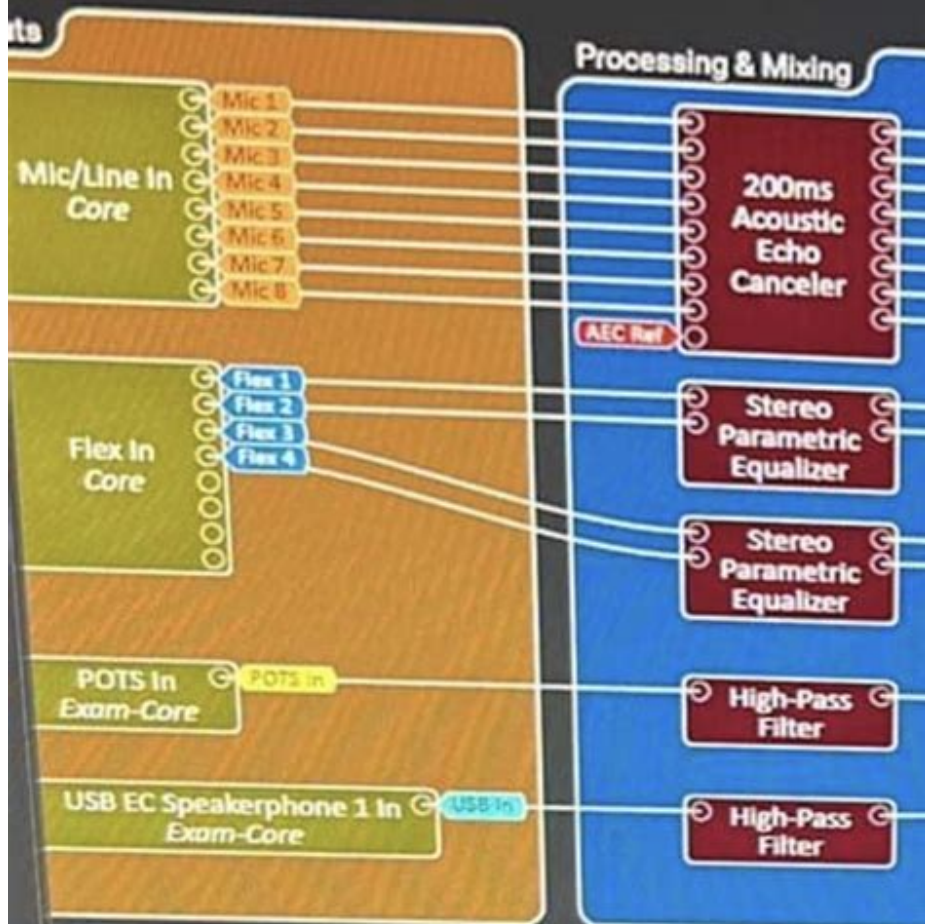 uts
Processing & Mixing
Mic/Line In
Core
Mic 1
Mic 2
Mic 3
Mic 4
Mic 5
Mic 6
Mic 7
Mic 8
200ms
Acoustic
Echo
Canceler
AEC Ref
Flex In
Core
Flex 1
Flex 2
Flex 3
Flex 4
Stereo
Parametric
Equalizer
Stereo
Parametric
Equalizer
POTS In
Exam-Core
POTS In
High-Pass
Filter
USB EC Speakerphone 1 In
Exam-Core
USB In
High-Pass
Filter